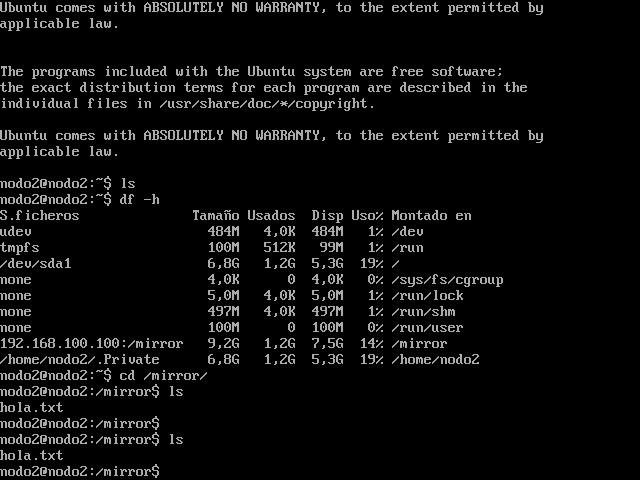 Ubuntu comes with ABSOLUTELY NO WARRANTY, to the extent permitted by
applicable law.
The programs included with the Ubuntu system are free software;
the exact distribution terms for each program are described in the
individual files in /usr/share/doc/*/copyright.
Ubuntu comes with ABSOLUTELY NO WARRANTY, to the extent permitted by
applicable law.
nodo2@nodo2:~$ ls
nodo2@nodo2:~$ df -h
S.ficheros Tamaño Usados Disp Uso% Montado en
udev 484M 4,0K 484M 1% /dev
tmpfs 100M 512K 99M 1% /run
/dev/sda1 6,8G 1,2G 5,3G 19% /
none 4,0K 0 4,0K 0% /sys/fs/cgroup
none 5,0M 4,0K 5,0M 1% /run/lock
none 497M 4,0K 497M 1% /run/shm
none 100M 0 100M 0% /run/user
192.168.100.100:/mirror 9,2G 1,2G 7,5G 14% /mirror
/home/nodo2/.Private 6,8G 1,2G 5,3G 19% /home/nodo2
nodo2@nodo2:~$ cd /mirror/
nodo2@nodo2:/mirror$ ls
hola.txt
nodo2@nodo2:/mirror$
nodo2@nodo2:/mirror$ ls
hola.txt
nodo2@nodo2:/mirror$